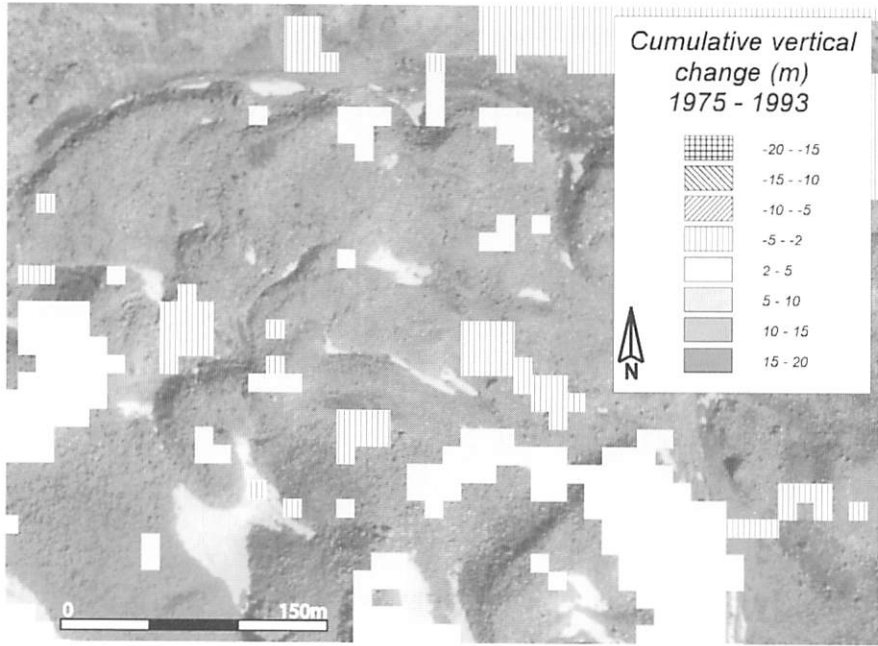 Cumulative vertical
change (m)
1975 - 1993
-20 - -15
-15 - -10
-10 - -5
-5 - -2
2 - 5
5 - 10
10 - 15
15 - 20
N
0 150m